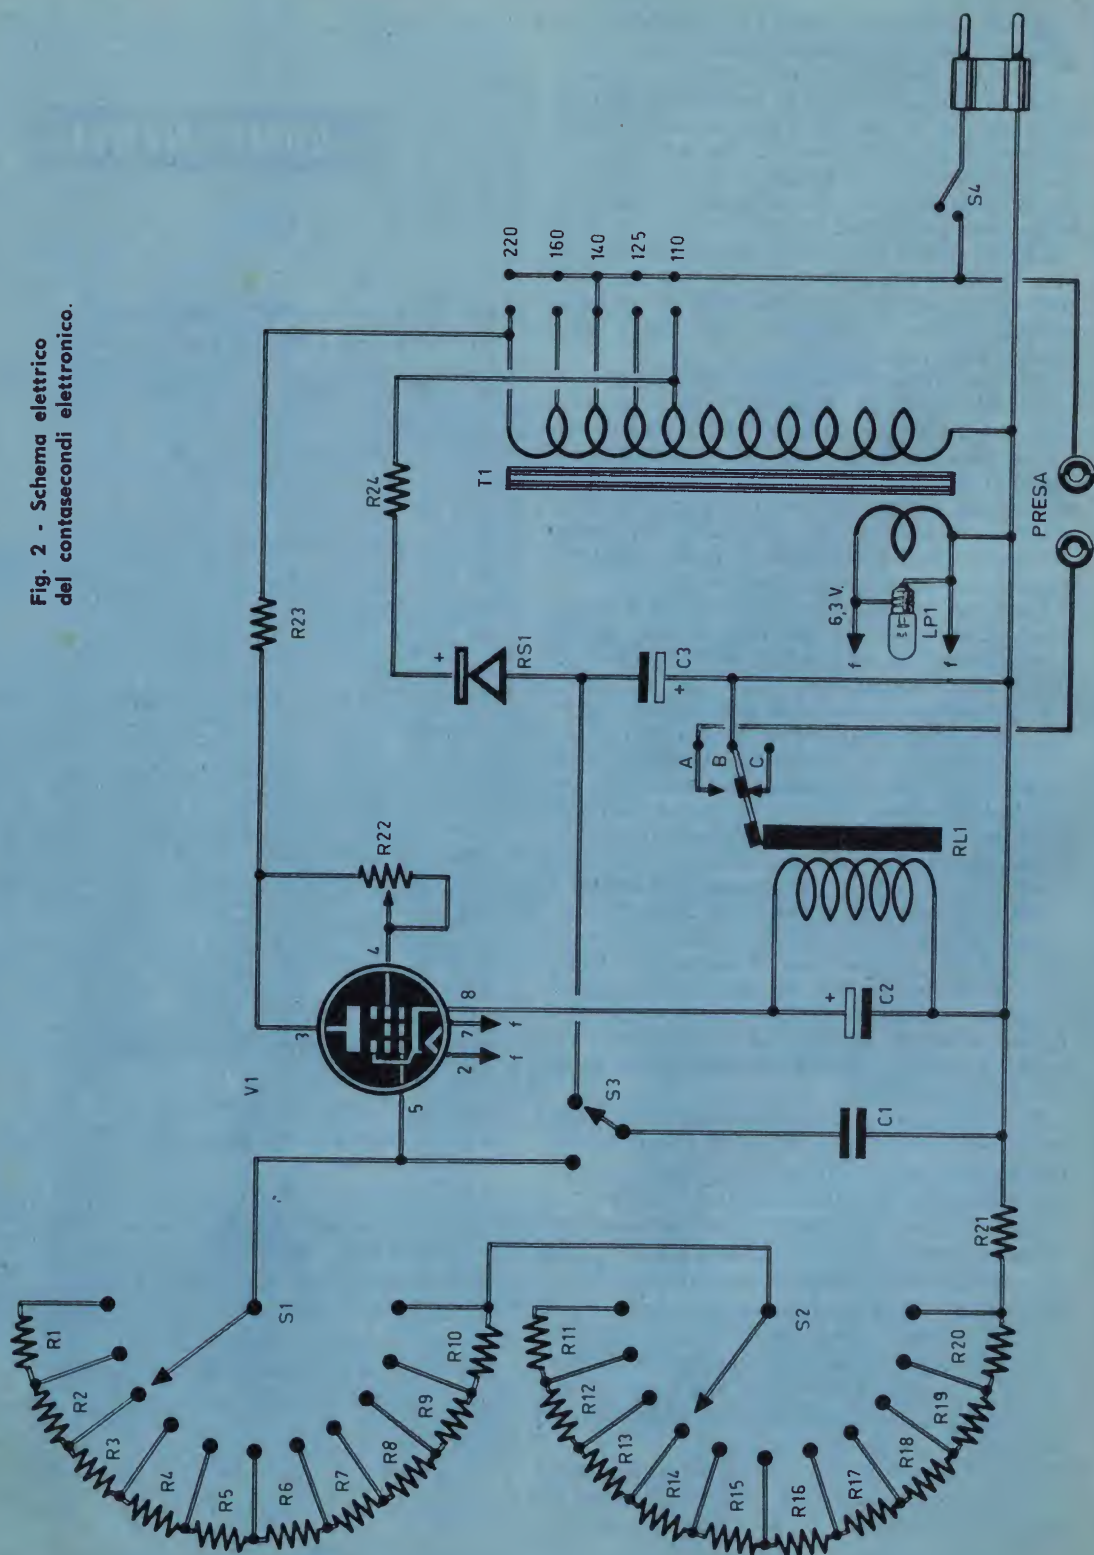 Fig. 2 - Schema elettrico
del contasecondi elettronico.
R1
R2
R3
R4
R5
R6
R7
R8
R9
R10
S1
R11
R12
R13
R14
R15
R16
R17
R18
R19
R20
S2
R21
V1
3
4
5
2
7
8
f
f
R22
R23
R24
S3
C1
+
C2
RL1
A
B
C
+
RS1
C3
+
T1
220
160
140
125
110
6,3 V.
f
LP1
f
PRESA
S4